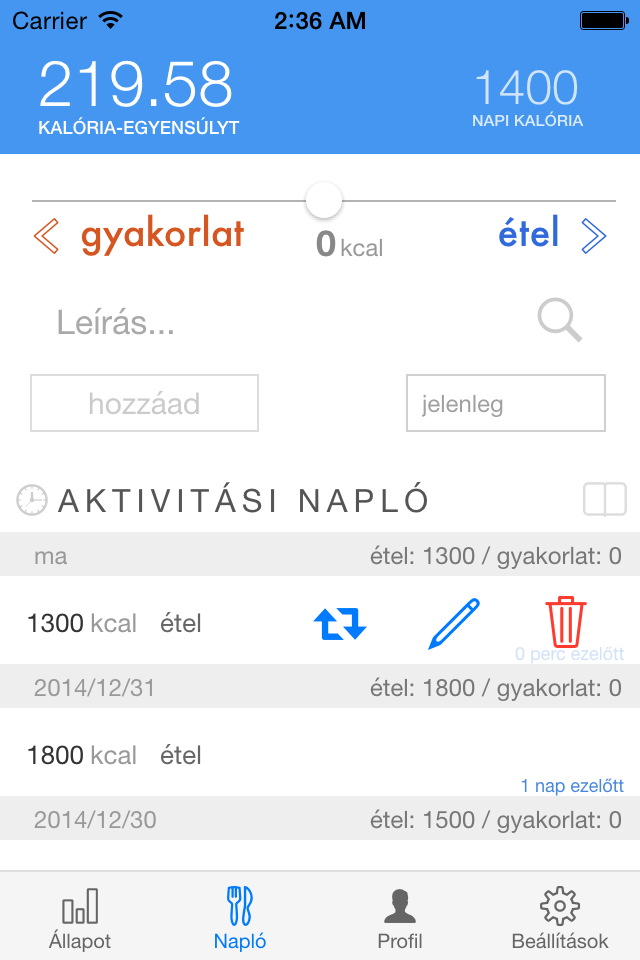 Carrier 2:36 AM
219.58 1400
KALÓRIA-EGYENSÚLYT NAPI KALÓRIA
gyakorlat 0 kcal étel
Leírás...
hozzáad jelenleg
AKTIVITÁSI NAPLÓ
ma étel: 1300 / gyakorlat: 0
1300 kcal étel
0 perc ezelőtt
2014/12/31 étel: 1800 / gyakorlat: 0
1800 kcal étel
1 nap ezelőtt
2014/12/30 étel: 1500 / gyakorlat: 0
Állapot Napló Profil Beállítások